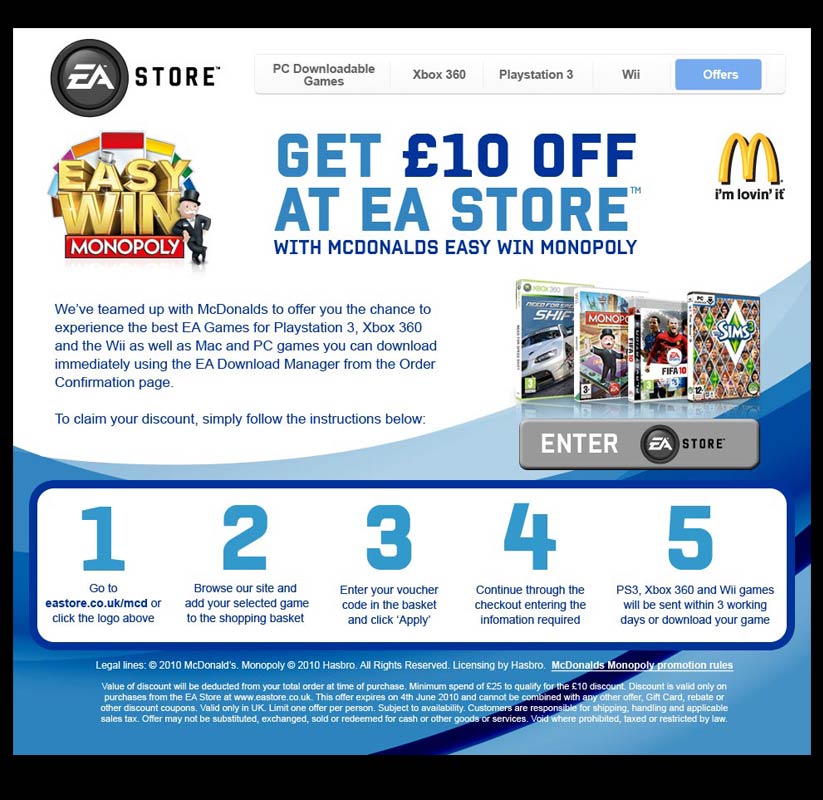 EA STORE™
PC Downloadable
Games
Xbox 360
Playstation 3
Wii
Offers
EASY
WIN
MONOPOLY
GET £10 OFF
AT EA STORE™
WITH MCDONALDS EASY WIN MONOPOLY
M
i'm lovin' it
We've teamed up with McDonalds to offer you the chance to
experience the best EA Games for Playstation 3, Xbox 360
and the Wii as well as Mac and PC games you can download
immediately using the EA Download Manager from the Order
Confirmation page.
To claim your discount, simply follow the instructions below:
XBOX 360
NEED FOR SPEED
SHIFT
Wii
MONOPOLY
FIFA 10
EA
FIFA 10
PC
The SIMS 3
ENTER EA STORE™
1
Go to
eastore.co.uk/mcd or
click the logo above
2
Browse our site and
add your selected game
to the shopping basket
3
Enter your voucher
code in the basket
and click 'Apply'
4
Continue through the
checkout entering the
infomation required
5
PS3, Xbox 360 and Wii games
will be sent within 3 working
days or download your game
Legal lines: © 2010 McDonald's. Monopoly © 2010 Hasbro. All Rights Reserved. Licensing by Hasbro. McDonalds Monopoly promotion rules
Value of discount will be deducted from your total order at time of purchase. Minimum spend of £25 to qualify for the £10 discount. Discount is valid only on
purchases from the EA Store at www.eastore.co.uk. This offer expires on 4th June 2010 and cannot be combined with any other offer, Gift Card, rebate or
other discount coupons. Valid only in UK. Limit one offer per person. Subject to availability. Customers are responsible for shipping, handling and applicable
sales tax. Offer may not be substituted, exchanged, sold or redeemed for cash or other goods or services. Void where prohibited, taxed or restricted by law.